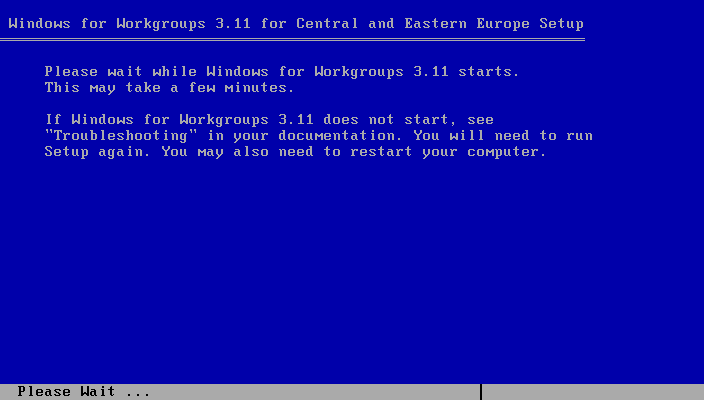 Windows for Workgroups 3.11 for Central and Eastern Europe Setup
Please wait while Windows for Workgroups 3.11 starts.
This may take a few minutes.
If Windows for Workgroups 3.11 does not start, see
"Troubleshooting" in your documentation. You will need to run
Setup again. You may also need to restart your computer.
Please Wait ...